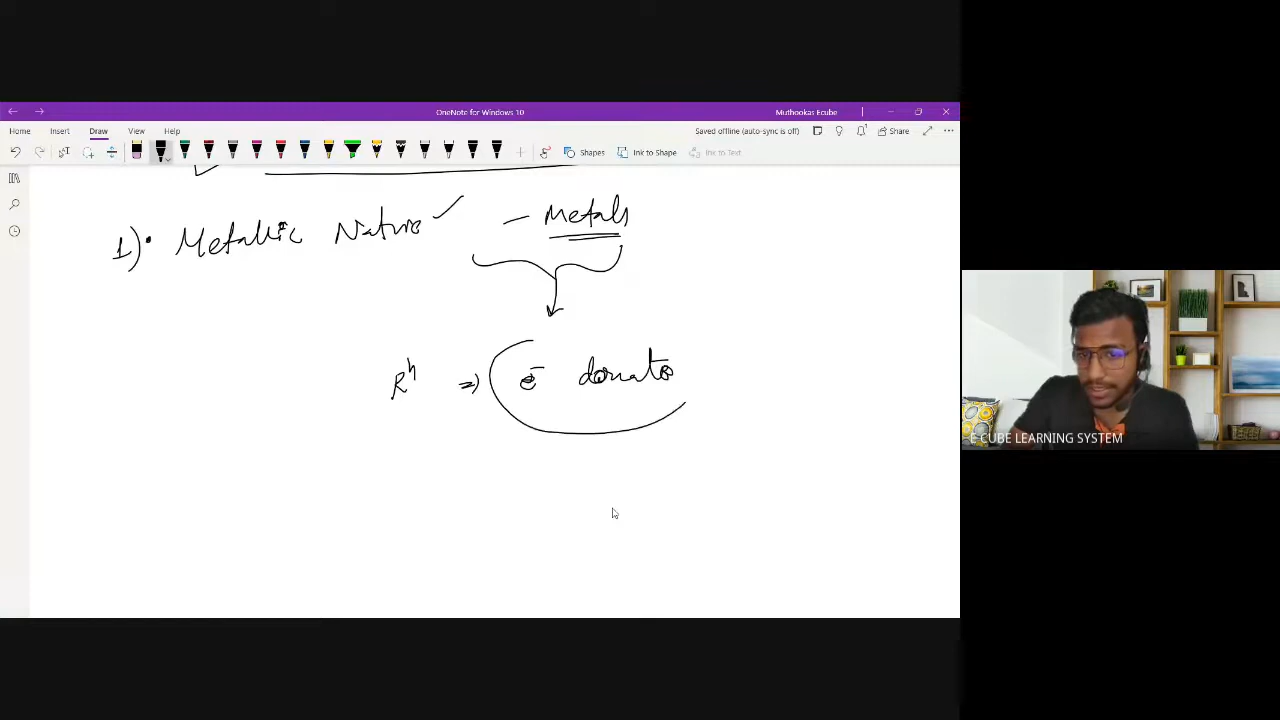 OneNote for Windows 10
Muthookas Ecube
Home Insert Draw View Help
Saved offline (auto-sync is off)
Share
Shapes
Ink to Shape
Ink to Text
1)• Metallic Nature ✓ – Metals
Rn ⇒ e⁻ donate
E CUBE LEARNING SYSTEM